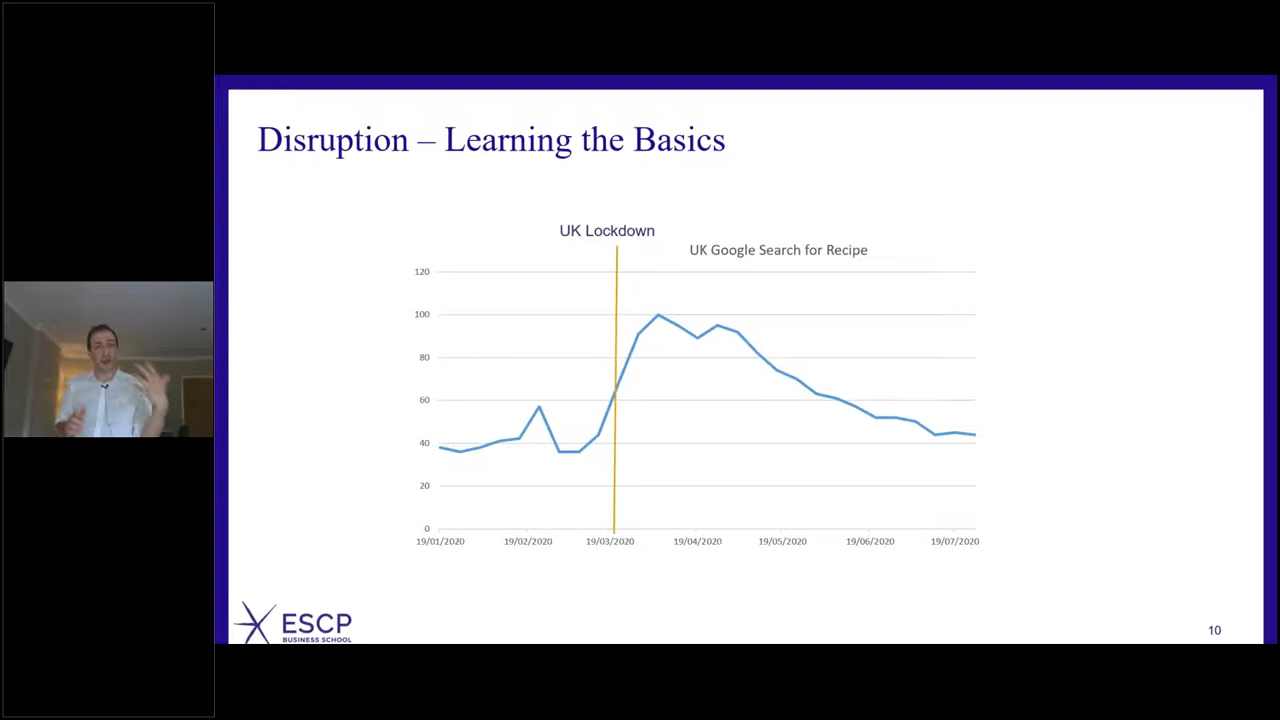 Disruption – Learning the Basics
UK Lockdown
UK Google Search for Recipe
120
100
80
60
40
20
0
19/01/2020 19/02/2020 19/03/2020 19/04/2020 19/05/2020 19/06/2020 19/07/2020
ESCP
BUSINESS SCHOOL
10